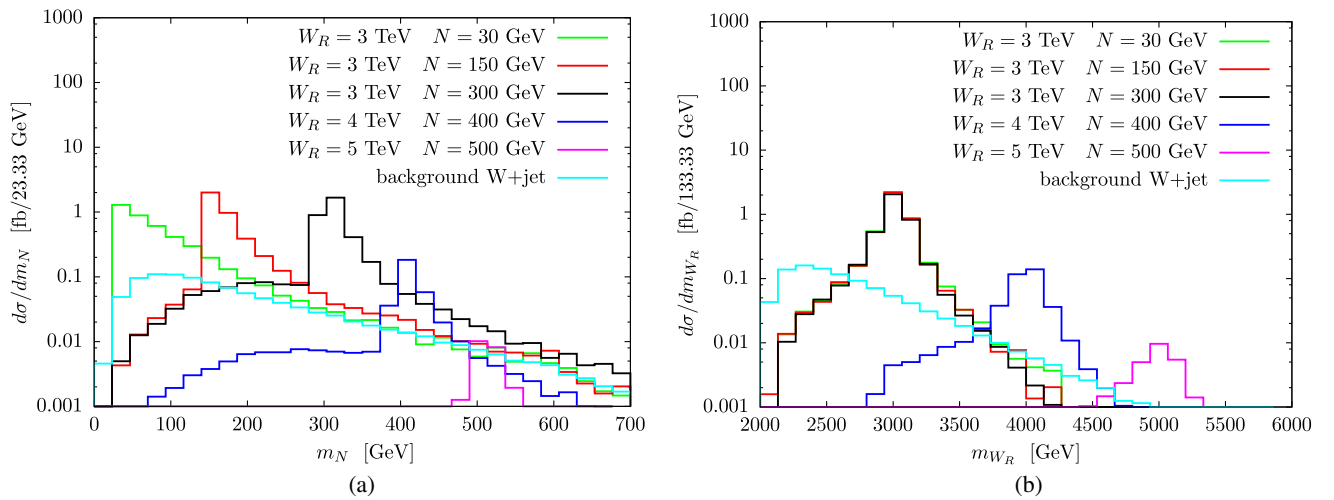 1000
100
10
1
0.1
0.01
0.001
dσ/dm_N [fb/23.33 GeV]
W_R = 3 TeV N = 30 GeV
W_R = 3 TeV N = 150 GeV
W_R = 3 TeV N = 300 GeV
W_R = 4 TeV N = 400 GeV
W_R = 5 TeV N = 500 GeV
background W+jet
0 100 200 300 400 500 600 700
m_N [GeV]
(a)
1000
100
10
1
0.1
0.01
0.001
dσ/dm_{W_R} [fb/133.33 GeV]
W_R = 3 TeV N = 30 GeV
W_R = 3 TeV N = 150 GeV
W_R = 3 TeV N = 300 GeV
W_R = 4 TeV N = 400 GeV
W_R = 5 TeV N = 500 GeV
background W+jet
2000 2500 3000 3500 4000 4500 5000 5500 6000
m_{W_R} [GeV]
(b)